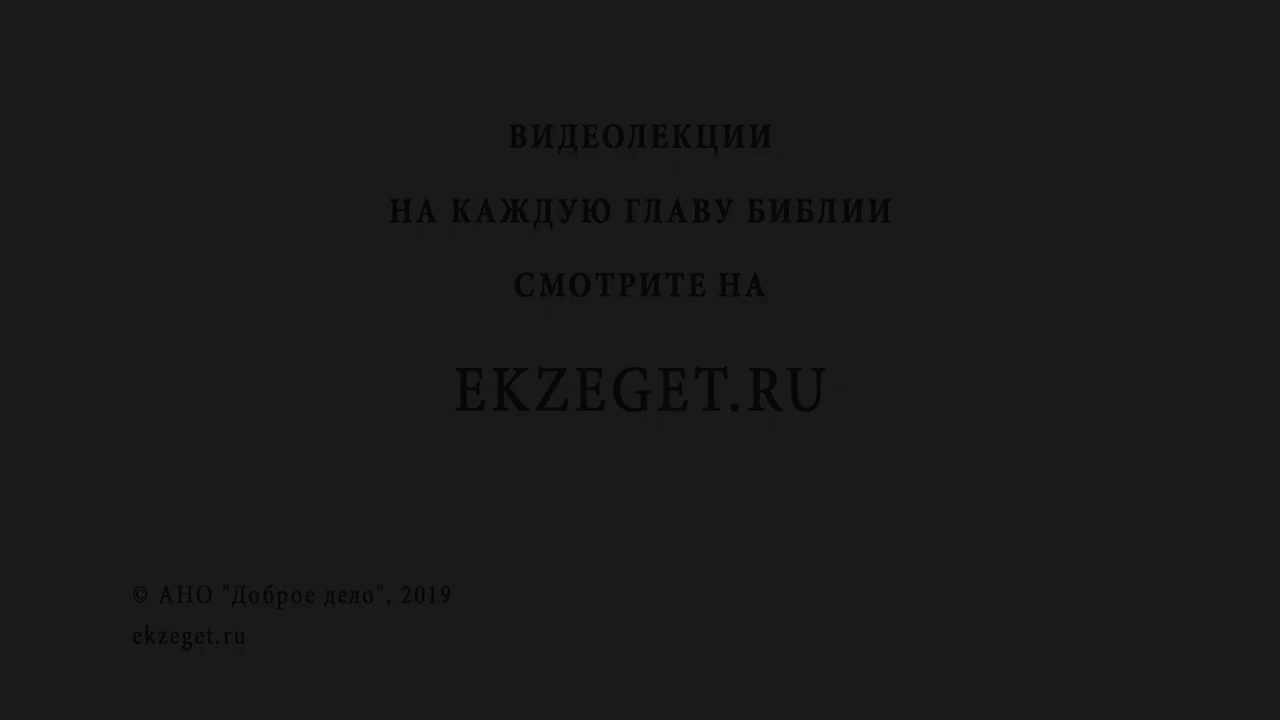 ВИДЕОЛЕКЦИИ
НА КАЖДУЮ ГЛАВУ БИБЛИИ
СМОТРИТЕ НА
EKZEGET.RU
© АНО "Доброе дело", 2019
ekzeget.ru